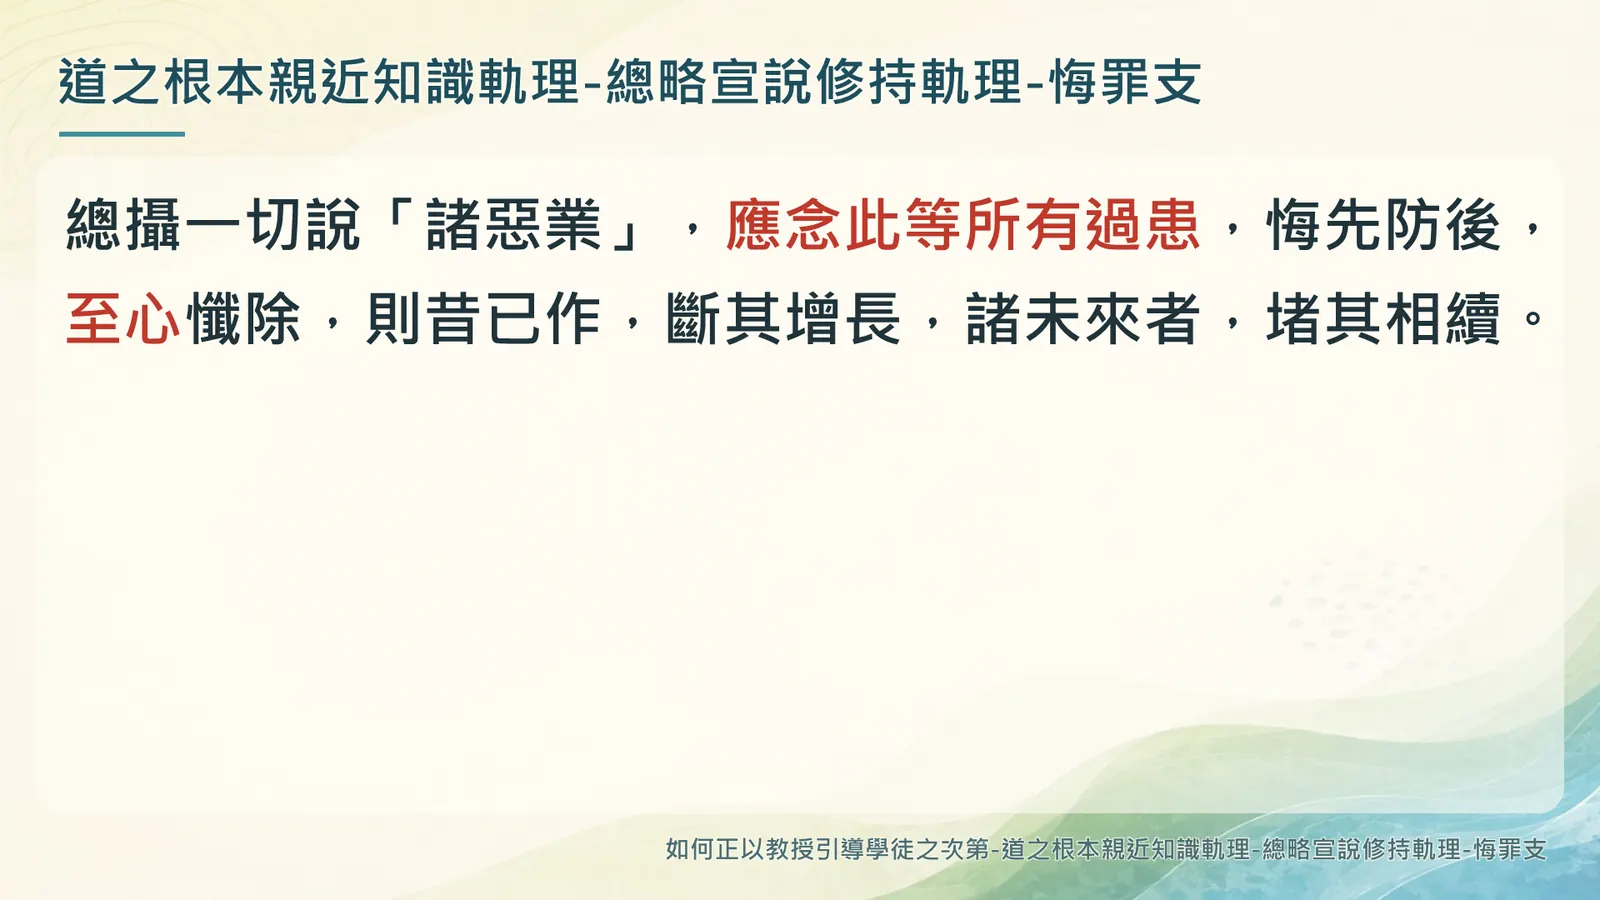 道之根本親近知識軌理-總略宣說修持軌理-悔罪支
總攝一切說「諸惡業」，應念此等所有過患，悔先防後，
至心懺除，則昔已作，斷其增長，諸未來者，堵其相續。
如何正以教授引導學徒之次第-道之根本親近知識軌理-總略宣說修持軌理-悔罪支